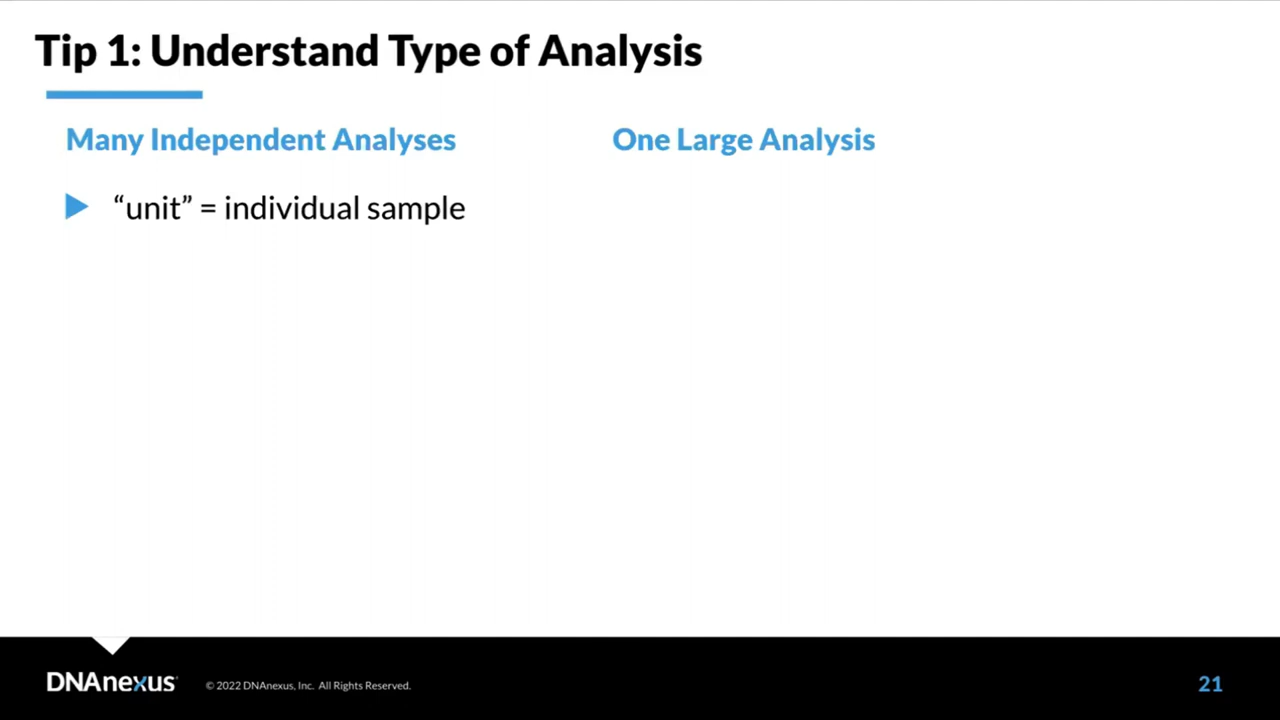 Tip 1: Understand Type of Analysis
Many Independent Analyses
“unit” = individual sample
One Large Analysis
DNAnexus
© 2022 DNAnexus, Inc. All Rights Reserved.
21